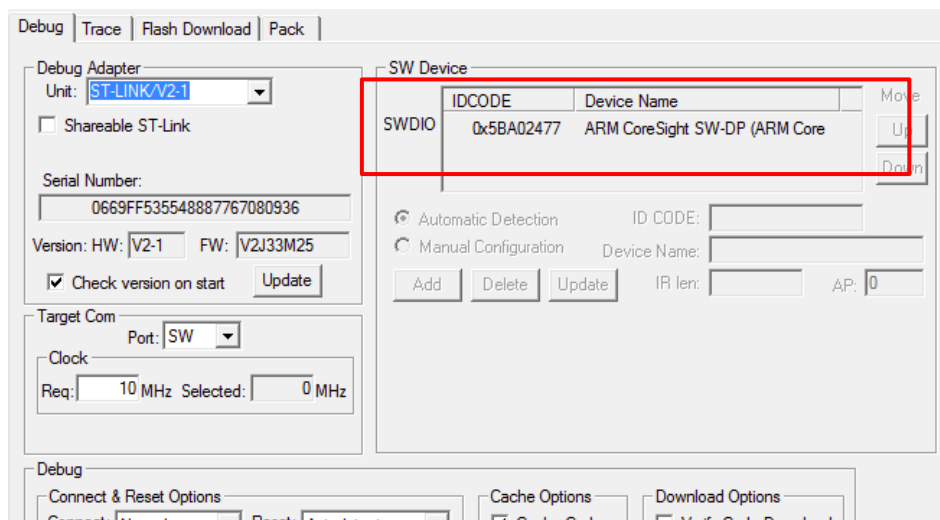 Debug Trace Flash Download Pack
Debug Adapter
Unit: ST-LINK/V2-1
Shareable ST-Link
Serial Number:
0669FF535548887767080936
Version: HW: V2-1 FW: V2J33M25
Check version on start Update
Target Com
Port: SW
Clock
Req: 10 MHz Selected: 0 MHz
SW Device
IDCODE Device Name Move
SWDIO 0x5BA02477 ARM CoreSight SW-DP (ARM Core Up
Down
Automatic Detection ID CODE:
Manual Configuration Device Name:
Add Delete Update IR len: AP: 0
Debug
Connect & Reset Options Cache Options Download Options